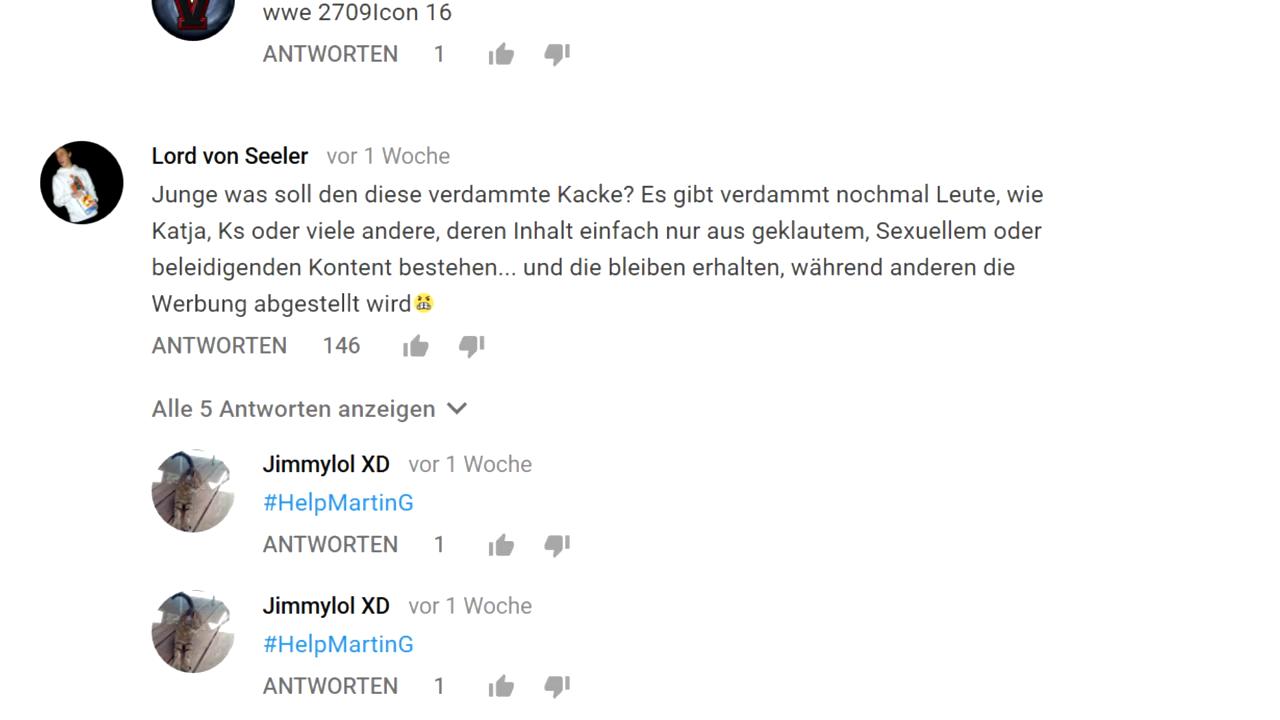 wwe 2709Icon 16
ANTWORTEN 1
Lord von Seeler vor 1 Woche
Junge was soll den diese verdammte Kacke? Es gibt verdammt nochmal Leute, wie
Katja, Ks oder viele andere, deren Inhalt einfach nur aus geklautem, Sexuellem oder
beleidigenden Kontent bestehen... und die bleiben erhalten, während anderen die
Werbung abgestellt wird😬
ANTWORTEN 146
Alle 5 Antworten anzeigen
Jimmylol XD vor 1 Woche
#HelpMartinG
ANTWORTEN 1
Jimmylol XD vor 1 Woche
#HelpMartinG
ANTWORTEN 1